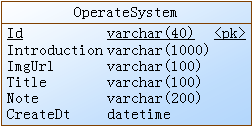 OperateSystem
Id varchar(40) <pk>
Introduction varchar(1000)
ImgUrl varchar(100)
Title varchar(100)
Note varchar(200)
CreateDt datetime